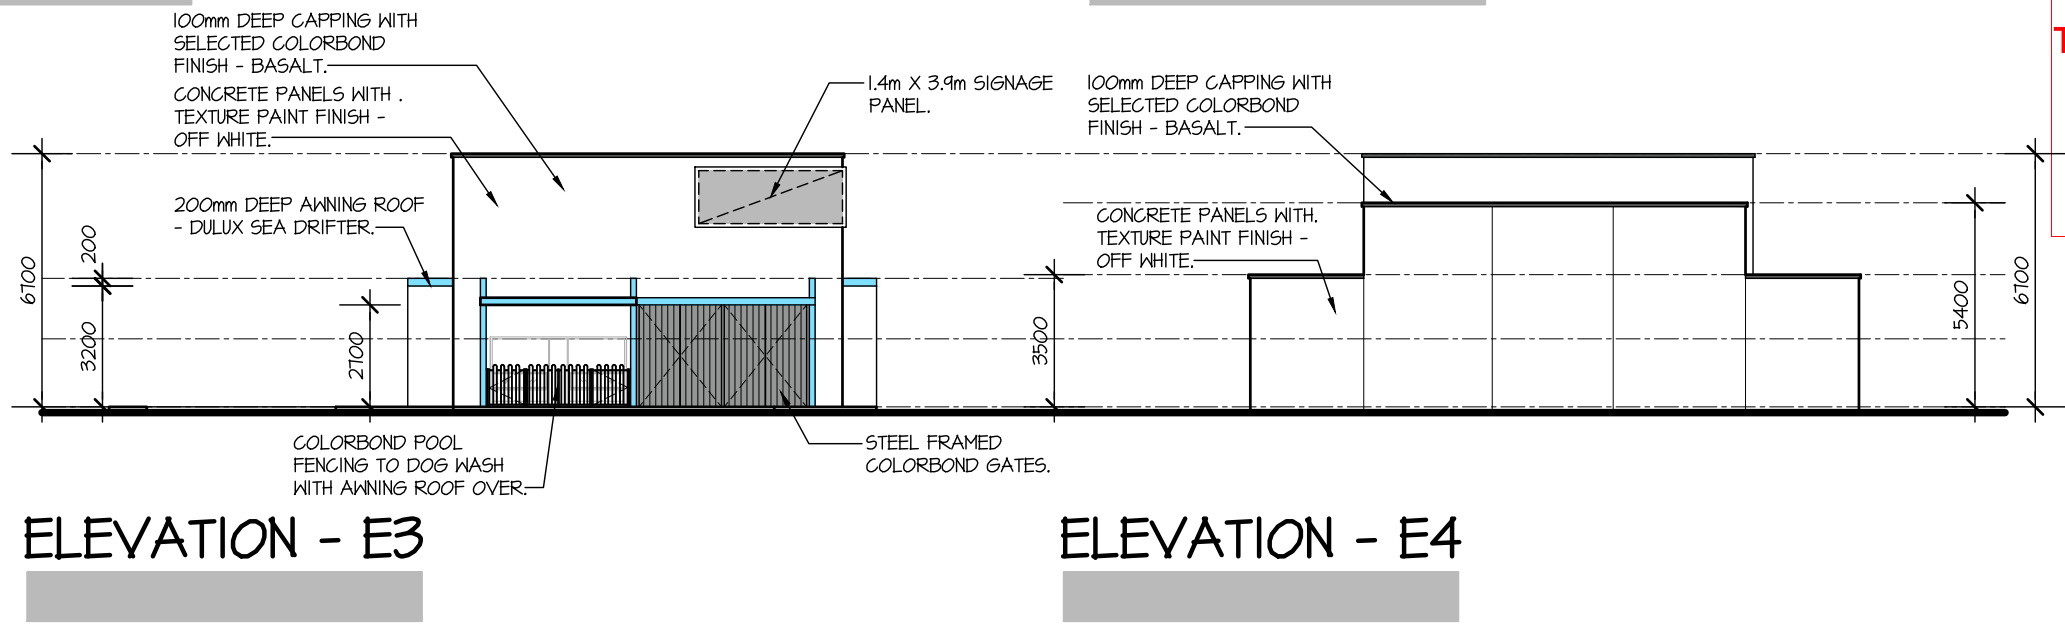 100mm DEEP CAPPING WITH
SELECTED COLORBOND
FINISH - BASALT.
CONCRETE PANELS WITH .
TEXTURE PAINT FINISH -
OFF WHITE.
200mm DEEP AWNING ROOF
- DULUX SEA DRIFTER.
1.4m X 3.9m SIGNAGE
PANEL.
6700
200
3200
2700
COLORBOND POOL
FENCING TO DOG WASH
WITH AWNING ROOF OVER.
STEEL FRAMED
COLORBOND GATES.
ELEVATION - E3
100mm DEEP CAPPING WITH
SELECTED COLORBOND
FINISH - BASALT.
CONCRETE PANELS WITH.
TEXTURE PAINT FINISH -
OFF WHITE.
3500
5400
6700
ELEVATION - E4